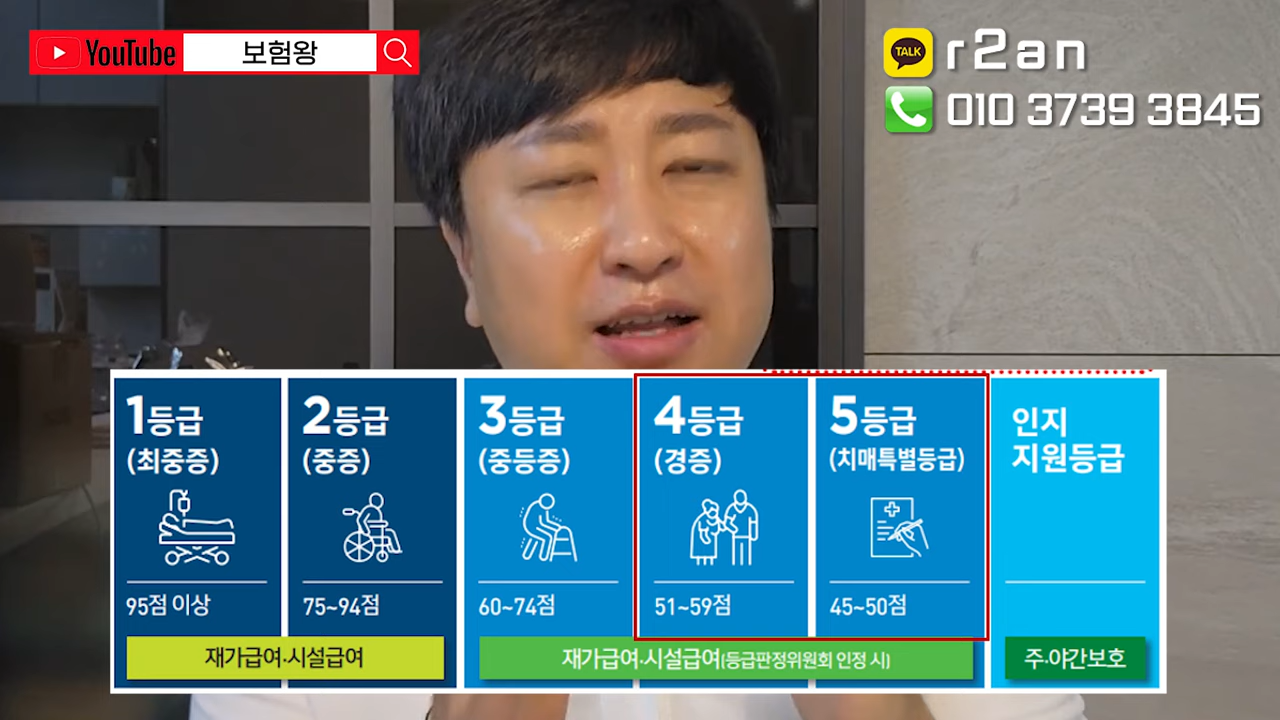 YouTube 보험왕
TALK r2an
010 3739 3845
1등급
(최중증)
95점 이상
2등급
(중증)
75~94점
재가급여·시설급여
3등급
(중등증)
60~74점
4등급
(경증)
51~59점
5등급
(치매특별등급)
45~50점
재가급여·시설급여(등급판정위원회 인정 시)
인지
지원등급
주·야간보호